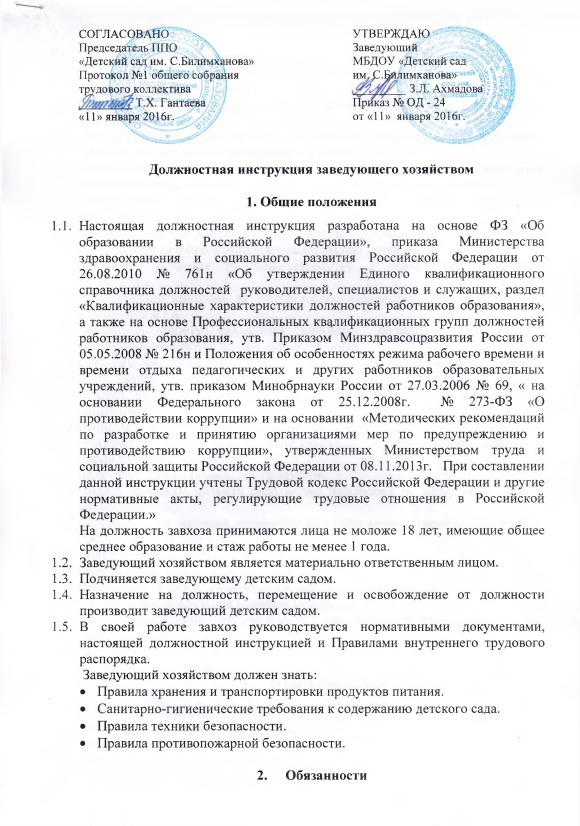 СОГЛАСОВАНО
Председатель ППО
«Детский сад им. С.Билимханова»
Протокол №1 общего собрания
трудового коллектива
Т.Х. Гантаева
«11» января 2016г.
УТВЕРЖДАЮ
Заведующий
МБДОУ «Детский сад
им. С.Билимханова»
З.Л. Ахмадова
Приказ № ОД - 24
от «11» января 2016г.
Должностная инструкция заведующего хозяйством
1. Общие положения
1.1. Настоящая должностная инструкция разработана на основе ФЗ «Об
образовании в Российской Федерации», приказа Министерства
здравоохранения и социального развития Российской Федерации от
26.08.2010 № 761н «Об утверждении Единого квалификационного
справочника должностей руководителей, специалистов и служащих, раздел
«Квалификационные характеристики должностей работников образования»,
а также на основе Профессиональных квалификационных групп должностей
работников образования, утв. Приказом Минздравсоцразвития России от
05.05.2008 № 216н и Положения об особенностях режима рабочего времени и
времени отдыха педагогических и других работников образовательных
учреждений, утв. приказом Минобрнауки России от 27.03.2006 № 69, « на
основании Федерального закона от 25.12.2008г. № 273-ФЗ «О
противодействии коррупции» и на основании «Методических рекомендаций
по разработке и принятию организациями мер по предупреждению и
противодействию коррупции», утвержденных Министерством труда и
социальной защиты Российской Федерации от 08.11.2013г. При составлении
данной инструкции учтены Трудовой кодекс Российской Федерации и другие
нормативные акты, регулирующие трудовые отношения в Российской
Федерации.»
На должность завхоза принимаются лица не моложе 18 лет, имеющие общее
среднее образование и стаж работы не менее 1 года.
1.2. Заведующий хозяйством является материально ответственным лицом.
1.3. Подчиняется заведующему детским садом.
1.4. Назначение на должность, перемещение и освобождение от должности
производит заведующий детским садом.
1.5. В своей работе завхоз руководствуется нормативными документами,
настоящей должностной инструкцией и Правилами внутреннего трудового
распорядка.
Заведующий хозяйством должен знать:
• Правила хранения и транспортировки продуктов питания.
• Санитарно-гигиенические требования к содержанию детского сада.
• Правила техники безопасности.
• Правила противопожарной безопасности.
2. Обязанности